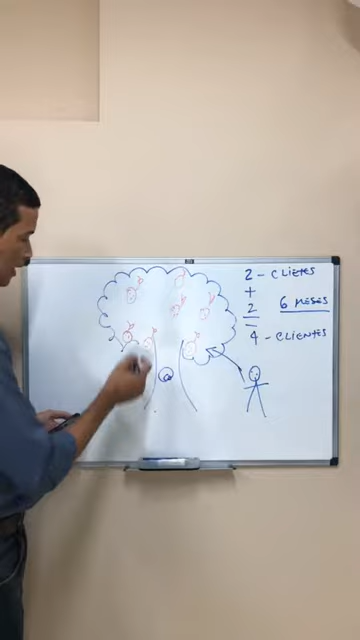 2 - CLIETES
+
2 6 MESES
=
4 - CLIENTES